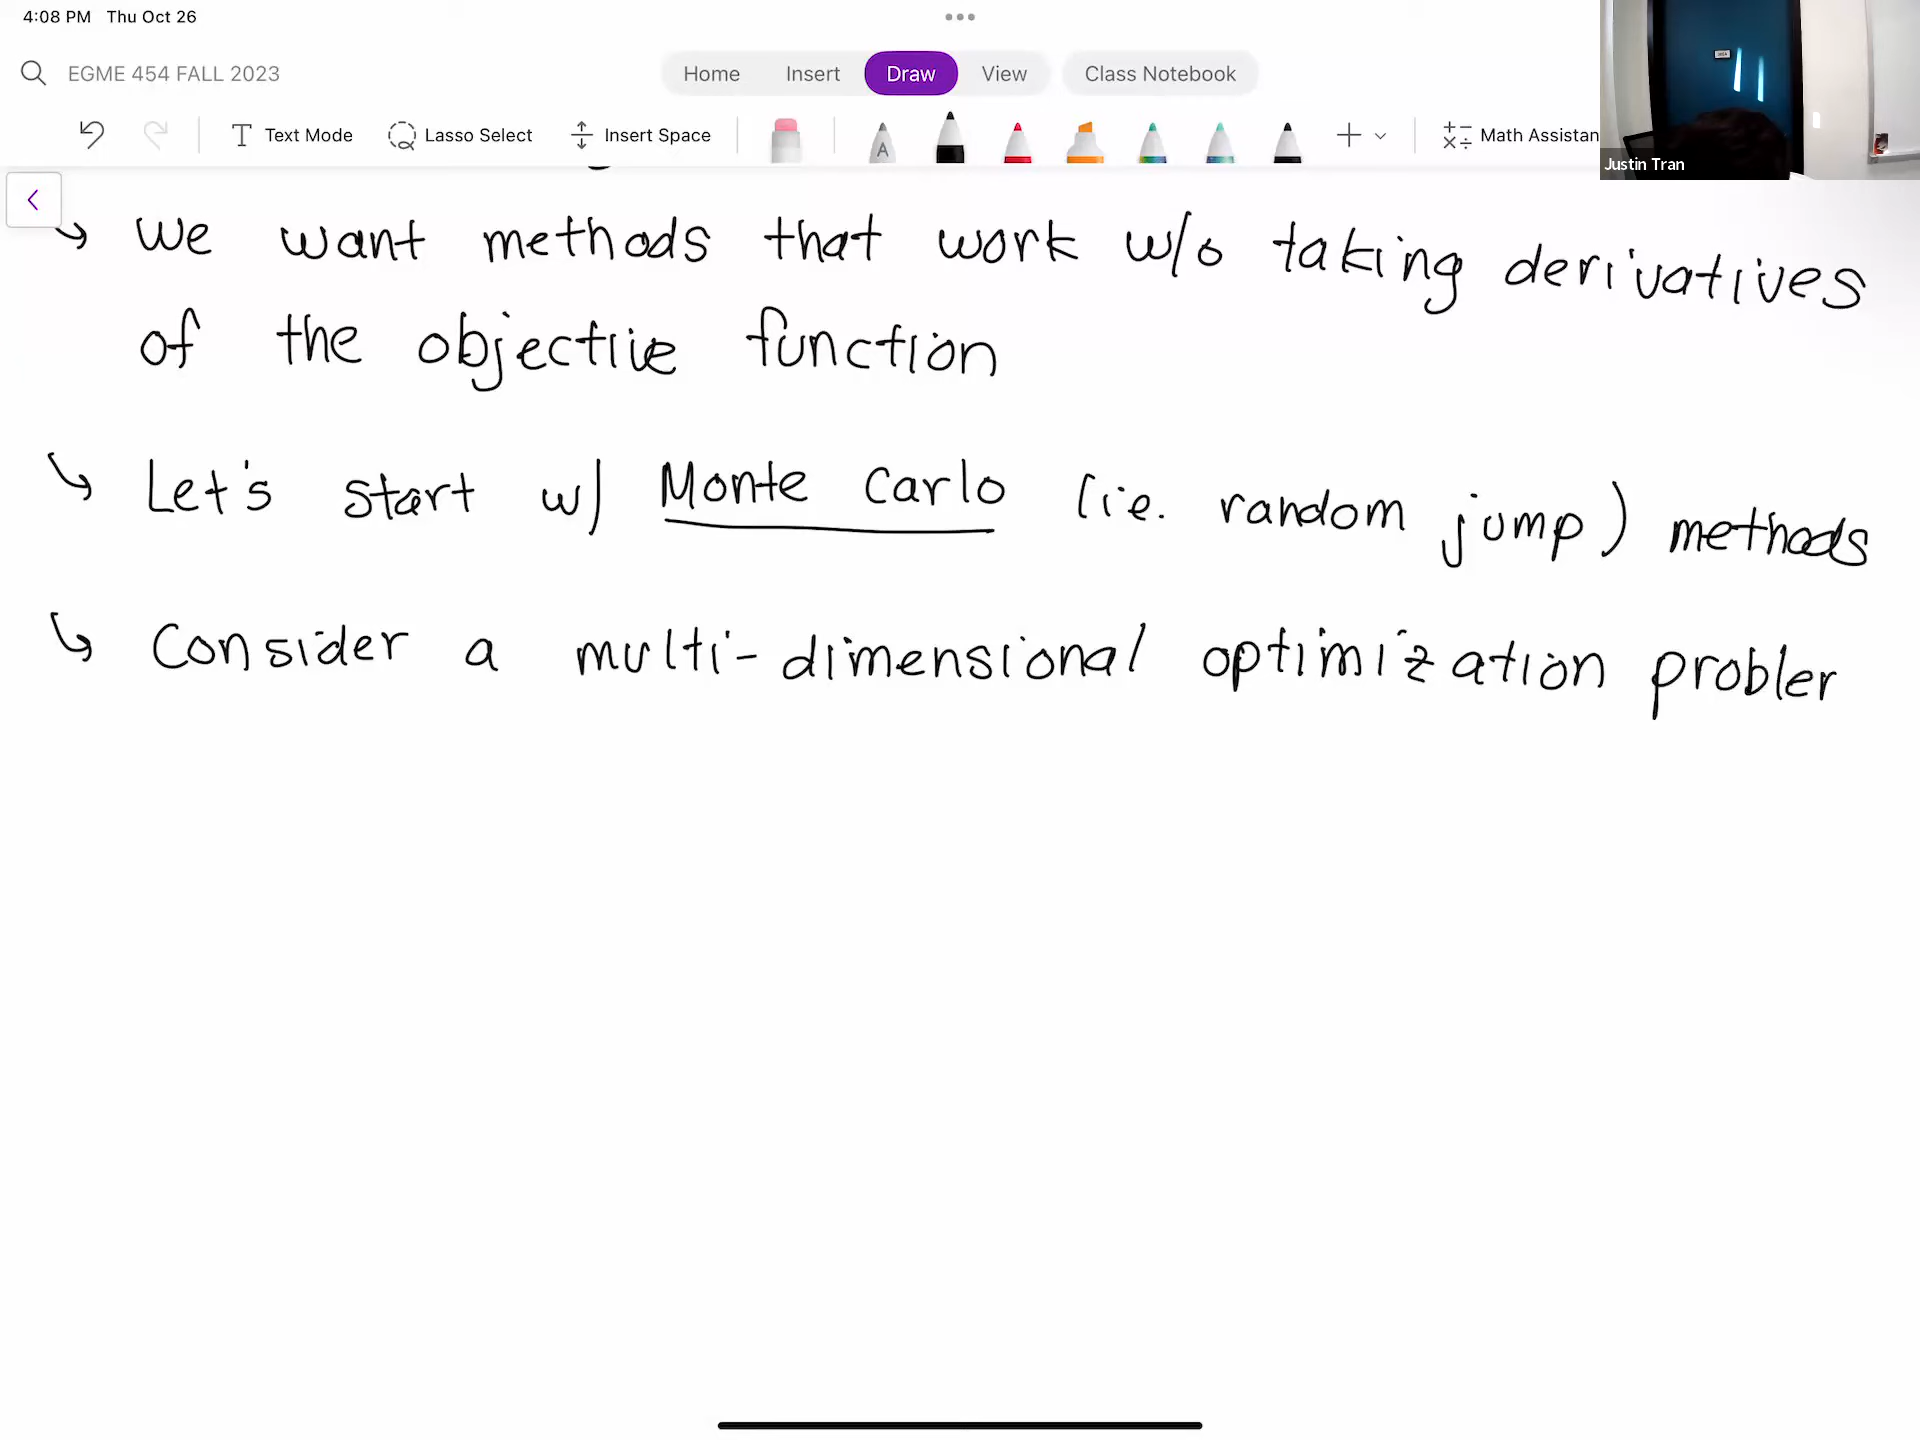 4:08 PM Thu Oct 26
EGME 454 FALL 2023
Home Insert Draw View Class Notebook
Text Mode Lasso Select Insert Space A Math Assistan
Justin Tran
↳ We want methods that work w/o taking derivatives
of the objective function
↳ Let's start w/ Monte Carlo (ie. random jump) methods
↳ Consider a multi-dimensional optimization probler